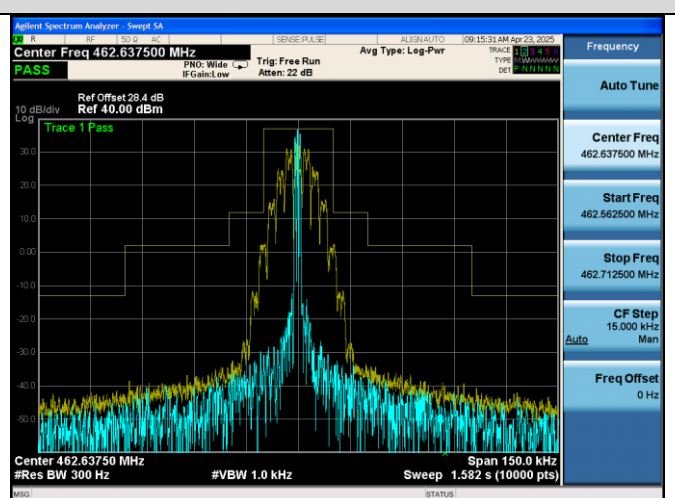 Agilent Spectrum Analyzer - Swept SA
LXI R RF 50 Ω AC SENSE:PULSE ALIGN AUTO 09:15:31 AM Apr 23, 2025
Center Freq 462.637500 MHz
Avg Type: Log-Pwr
TRACE 1 2 3 4 5 6
TYPE
DET P N N N N N
PASS
PNO: Wide
IFGain:Low
Trig: Free Run
Atten: 22 dB
Ref Offset 28.4 dB
Ref 40.00 dBm
10 dB/div
Log
Trace 1 Pass
30.0
20.0
10.0
0.00
-10.0
-20.0
-30.0
-40.0
-50.0
Center 462.63750 MHz
Span 150.0 kHz
#Res BW 300 Hz
#VBW 1.0 kHz
Sweep 1.582 s (10000 pts)
MSG
STATUS
Frequency
Auto Tune
Center Freq
462.637500 MHz
Start Freq
462.562500 MHz
Stop Freq
462.712500 MHz
CF Step
15.000 kHz
Auto Man
Freq Offset
0 Hz